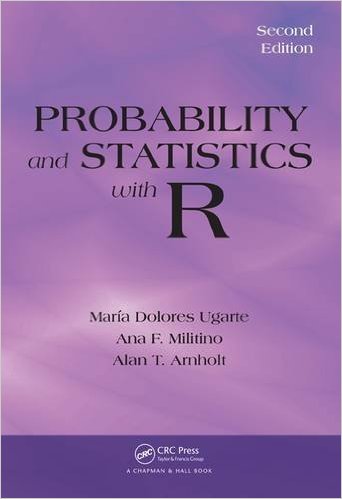 Second
Edition
PROBABILITY
and STATISTICS
with R
María Dolores Ugarte
Ana F. Militino
Alan T. Arnholt
CRC
CRC Press
Taylor & Francis Group
A CHAPMAN & HALL BOOK